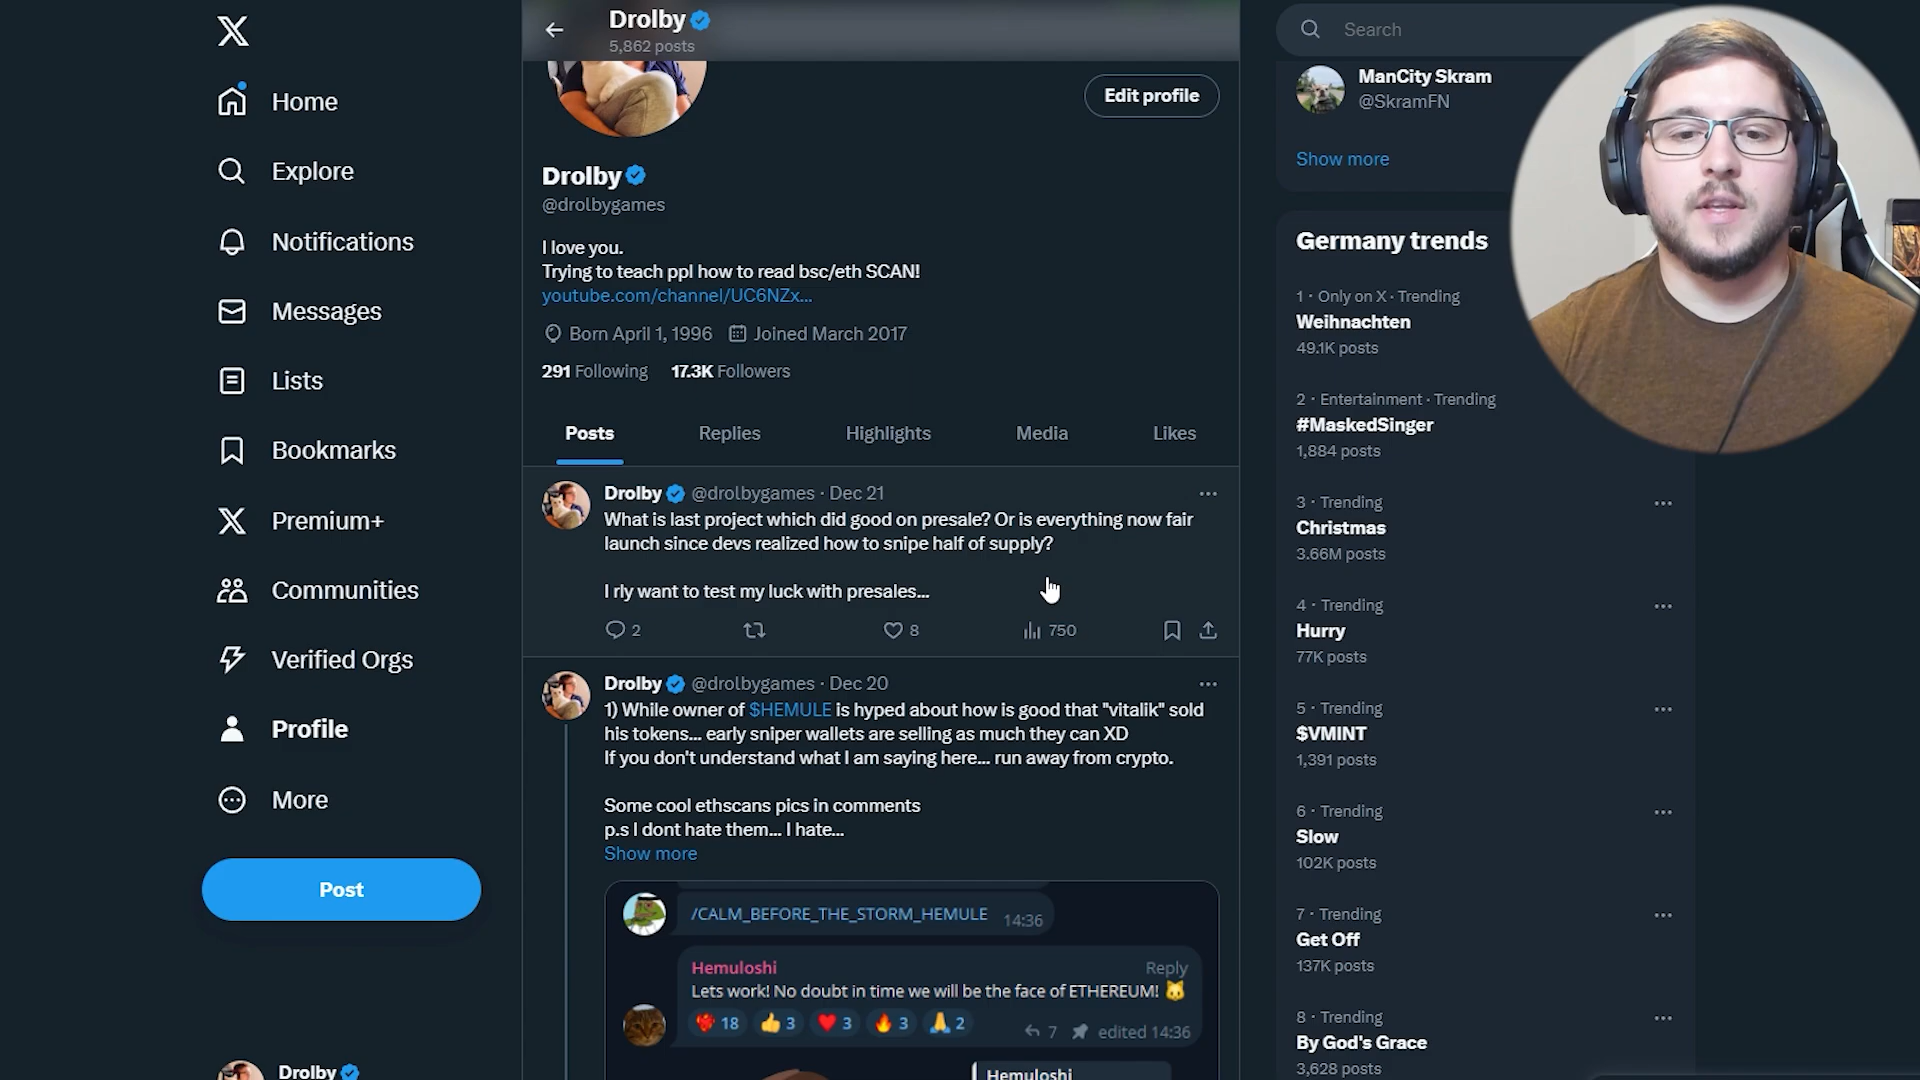 Home
Explore
Notifications
Messages
Lists
Bookmarks
Premium+
Communities
Verified Orgs
Profile
More
Post
Drolby
Drolby
5,862 posts
Edit profile
Drolby
@drolbygames
I love you.
Trying to teach ppl how to read bsc/eth SCAN!
youtube.com/channel/UC6NZx...
Born April 1, 1996 Joined March 2017
291 Following 17.3K Followers
Posts Replies Highlights Media Likes
Drolby @drolbygames · Dec 21
What is last project which did good on presale? Or is everything now fair
launch since devs realized how to snipe half of supply?
I rly want to test my luck with presales...
2 8 750
Drolby @drolbygames · Dec 20
1) While owner of $HEMULE is hyped about how is good that "vitalik" sold
his tokens... early sniper wallets are selling as much they can XD
If you don't understand what I am saying here... run away from crypto.
Some cool ethscans pics in comments
p.s I dont hate them... I hate...
Show more
/CALM_BEFORE_THE_STORM_HEMULE 14:36
Hemuloshi Reply
Lets work! No doubt in time we will be the face of ETHEREUM!
18 3 3 3 2 7 edited 14:36
Hemuloshi
Search
ManCity Skram
@SkramFN
Show more
Germany trends
1 · Only on X · Trending
Weihnachten
49.1K posts
2 · Entertainment · Trending
#MaskedSinger
1,884 posts
3 · Trending
Christmas
3.66M posts
4 · Trending
Hurry
77K posts
5 · Trending
$VMINT
1,391 posts
6 · Trending
Slow
102K posts
7 · Trending
Get Off
137K posts
8 · Trending
By God's Grace
3,628 posts